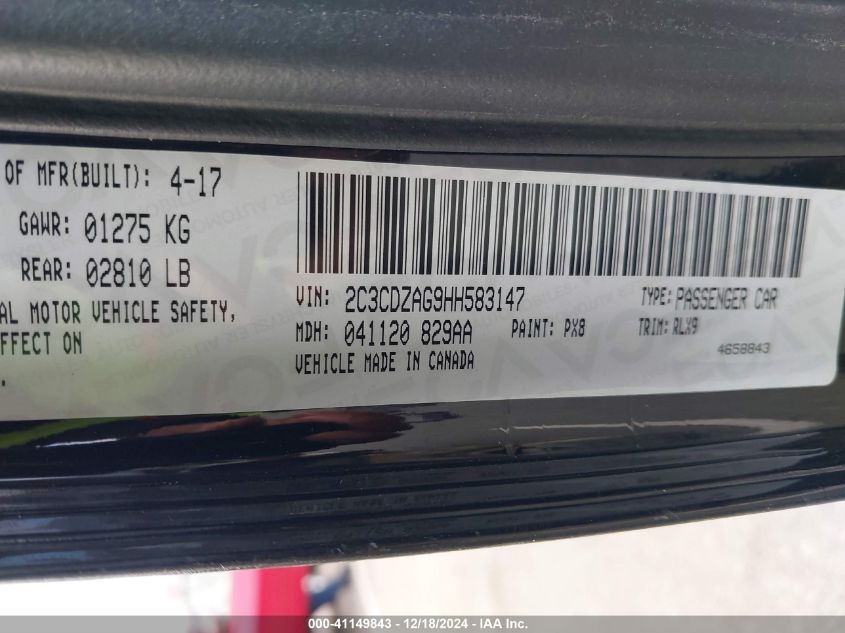 OF MFR(BUILT): 4-17
GAWR: 01275 KG
REAR: 02810 LB
AL MOTOR VEHICLE SAFETY,
FFECT ON
VIN: 2C3CDZAG9HH583147 TYPE: PASSENGER CAR
MDH: 041120 829AA PAINT: PX8 TRIM: RLX9
VEHICLE MADE IN CANADA 4658843
000-41149843 / 12/18/2024 - IAA Inc.